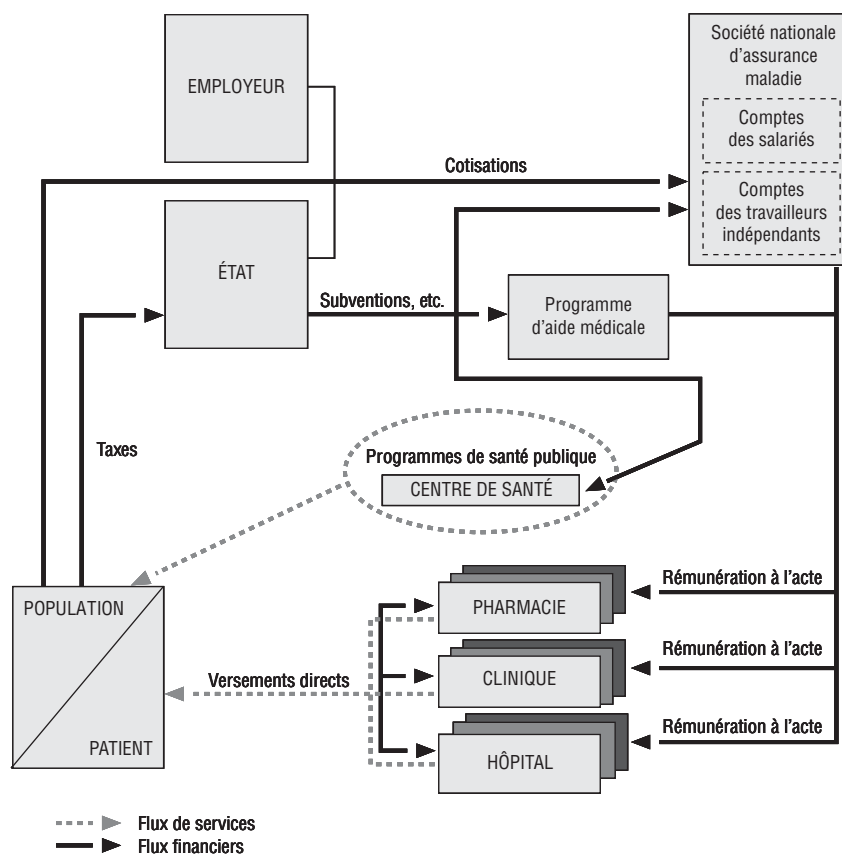 Société nationale
d'assurance
maladie
EMPLOYEUR
Comptes
des salariés
Cotisations
Comptes
des travailleurs
indépendants
ÉTAT
Subventions, etc.
Programme
d'aide médicale
Taxes
Programmes de santé publique
CENTRE DE SANTÉ
POPULATION
PATIENT
Rémunération à l'acte
PHARMACIE
Rémunération à l'acte
Versements directs
CLINIQUE
Rémunération à l'acte
HÔPITAL
Flux de services
Flux financiers